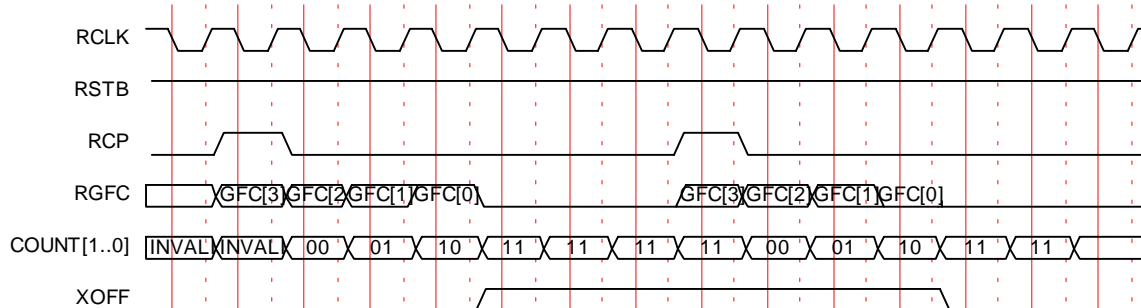 RCLK
RSTB
RCP
RGFC GFC[3] GFC[2 GFC[1] GFC[0] GFC[3] GFC[2] GFC[1] GFC[0]
COUNT[1..0] INVAL INVAL 00 01 10 11 11 11 11 00 01 10 11 11
XOFF